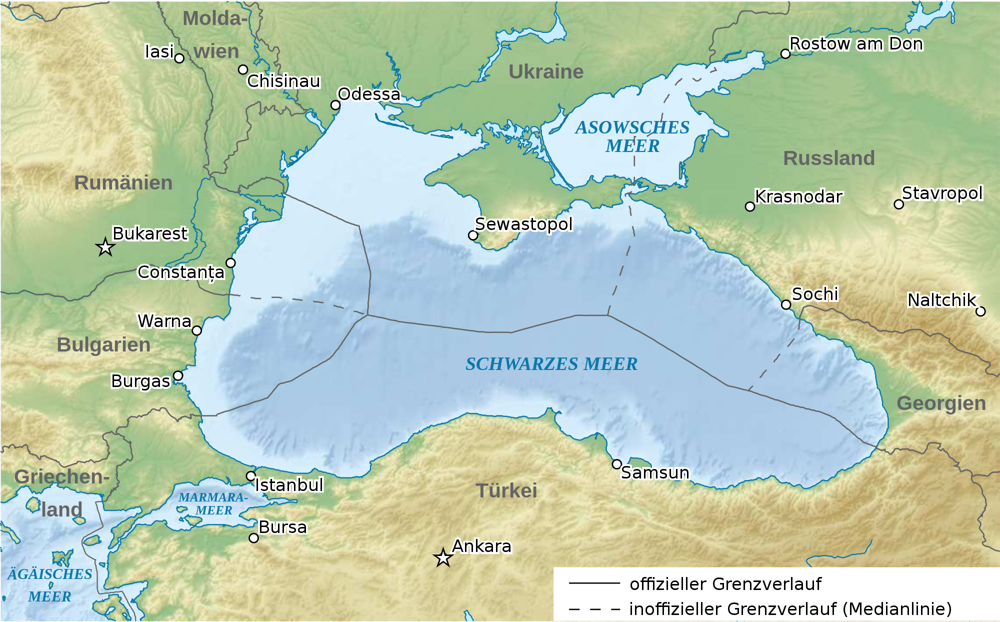 Molda-
wien
Iasi
Chisinau
Odessa
Ukraine
Rostow am Don
ASOWSCHES
MEER
Russland
Rumänien
Krasnodar
Stavropol
Bukarest
Sewastopol
Constanța
Sochi
Naltchik
Warna
Bulgarien
SCHWARZES MEER
Burgas
Georgien
Griechen-
land
Istanbul
Samsun
Türkei
MARMARA-
MEER
Bursa
Ankara
ÄGÄISCHES
MEER
offizieller Grenzverlauf
inoffizieller Grenzverlauf (Medianlinie)